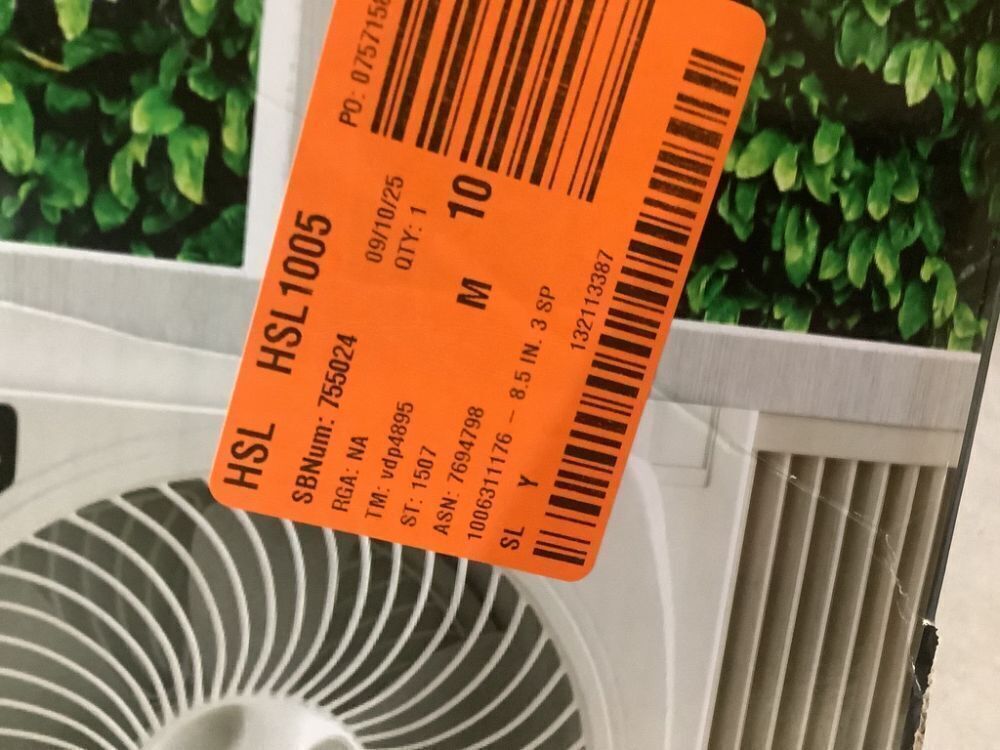 HSL HSL1005
SBNum: 755024
RGA: NA 09/10/25
TM: vdp4895 QTY: 1
ST: 1507
ASN: 7694798 M 10
1006311176 – 8.5 IN. 3 SP
SL Y
132113387
PO: